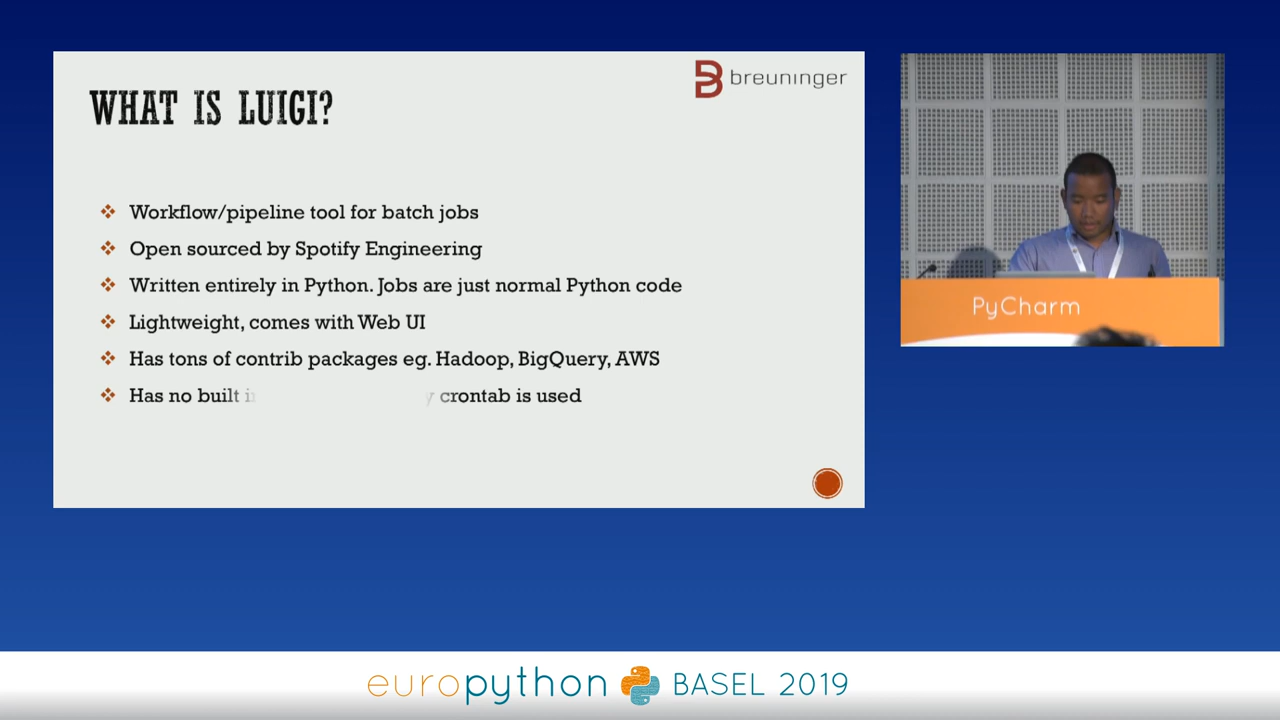 breuninger
WHAT IS LUIGI?
Workflow/pipeline tool for batch jobs
Open sourced by Spotify Engineering
Written entirely in Python. Jobs are just normal Python code
Lightweight, comes with Web UI
Has tons of contrib packages eg. Hadoop, BigQuery, AWS
Has no built crontab is used
PyCharm
europython BASEL 2019